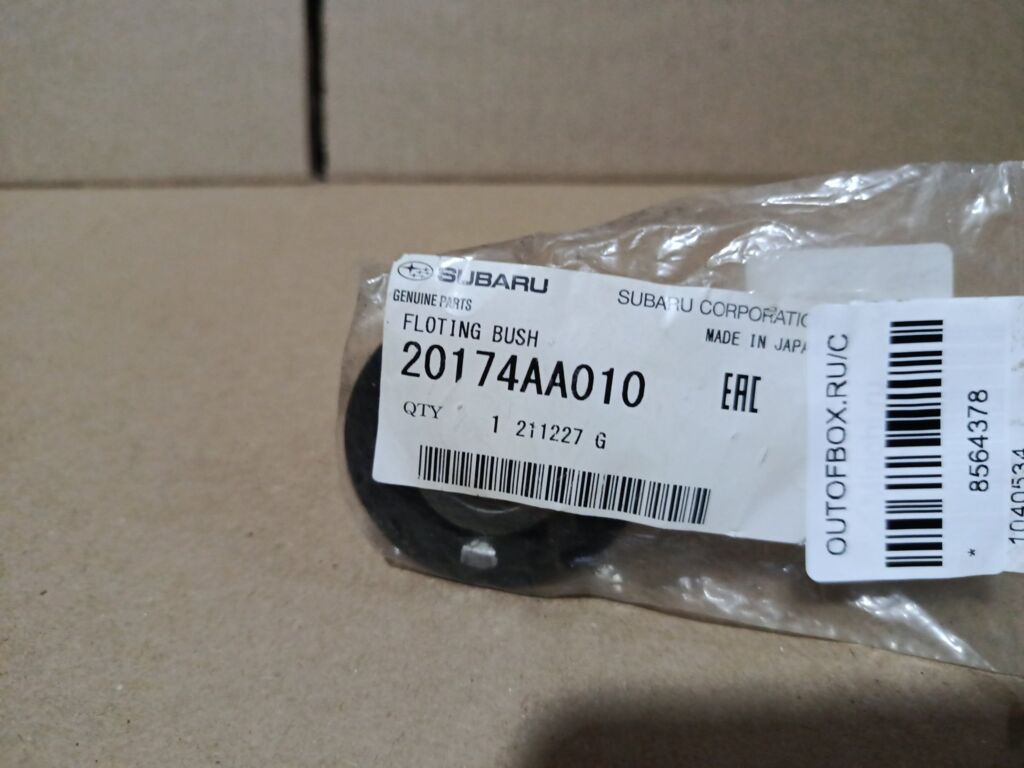 SUBARU
GENUINE PARTS
SUBARU CORPORATIO
FLOTING BUSH
MADE IN JAPA
20174AA010
EAC
QTY
1 211227 G
OUTOFBOX.RU/C
8564378
*
1040534